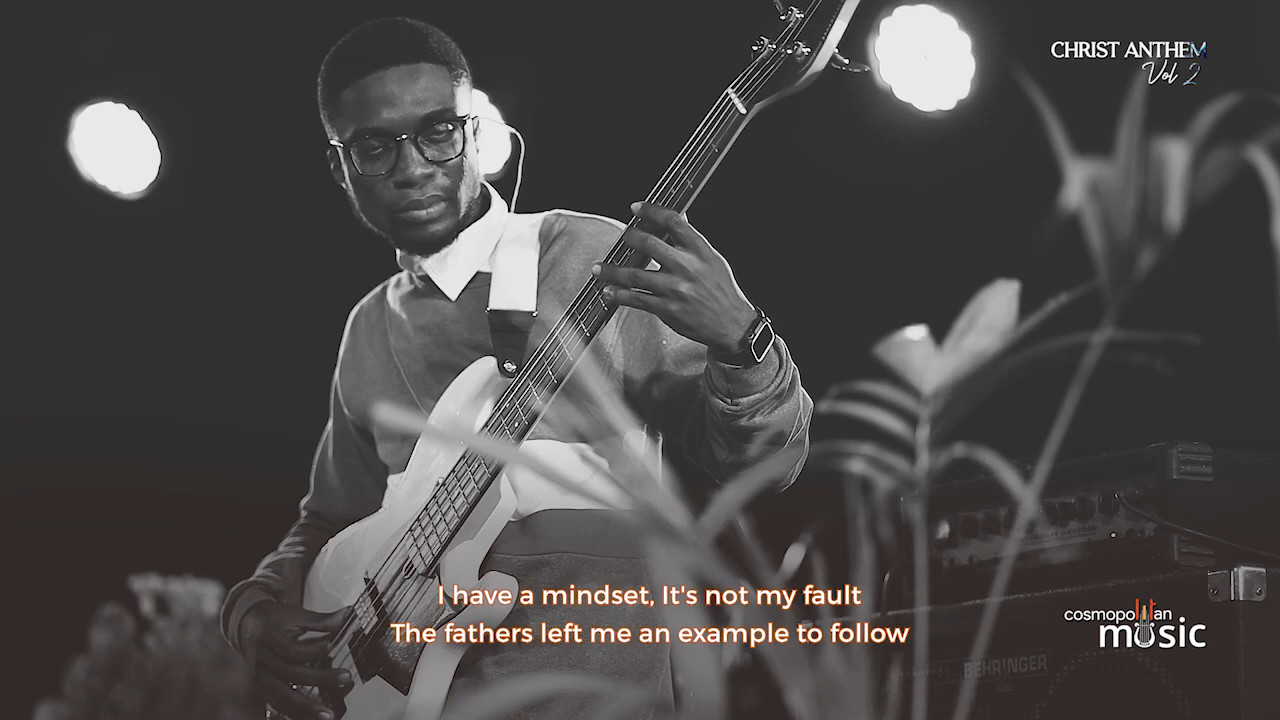 CHRIST ANTHEM
Vol 2
I have a mindset, It's not my fault
The fathers left me an example to follow
cosmopolitan
music
BEHRINGER